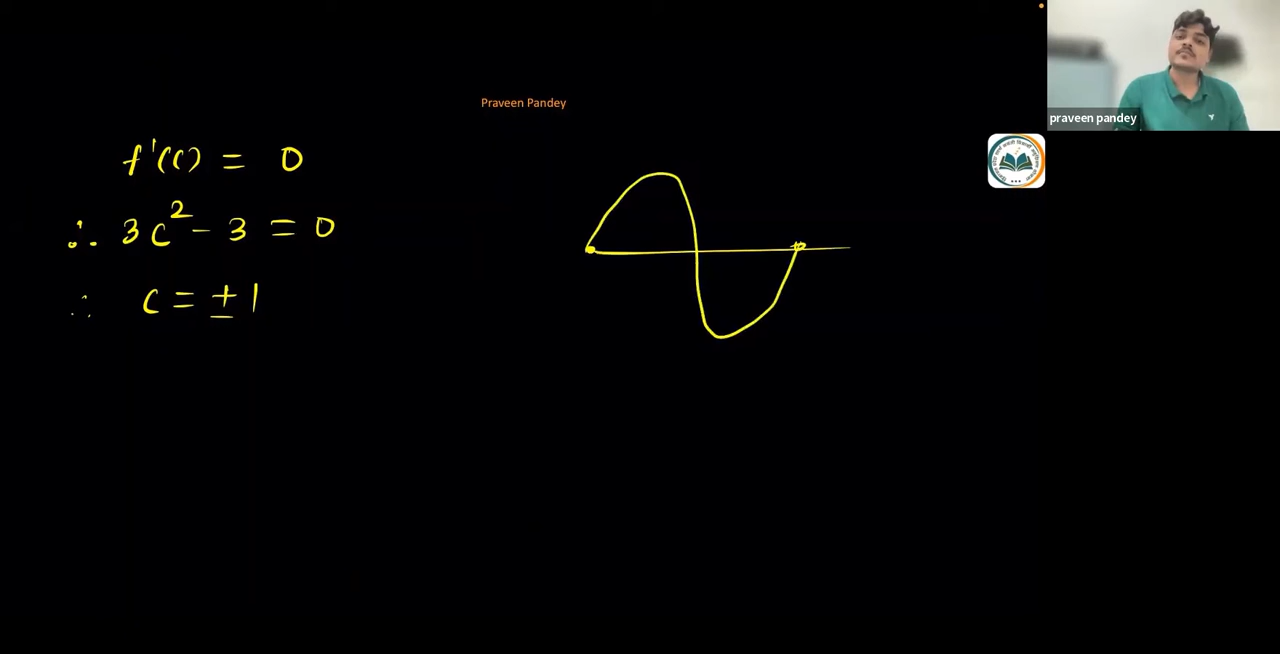 Praveen Pandey
praveen pandey
f'(c) = 0
∴ 3c² - 3 = 0
∴ c = ± 1